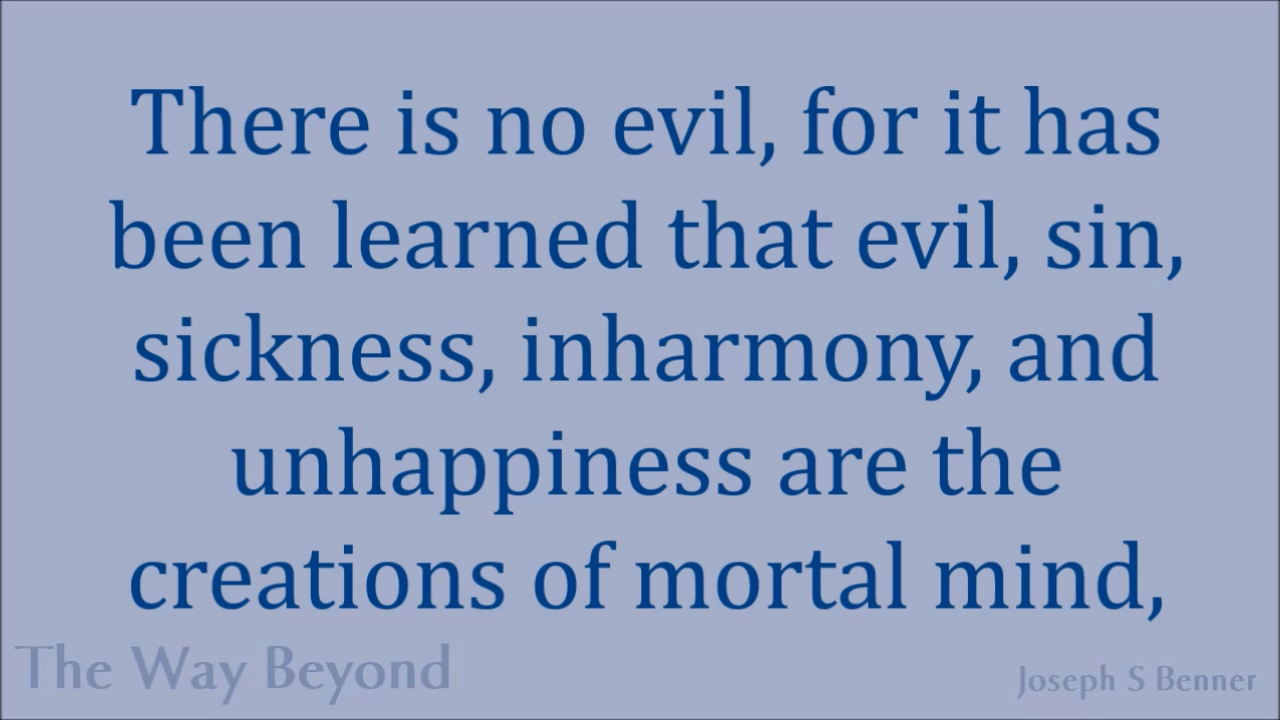 There is no evil, for it has
been learned that evil, sin,
sickness, inharmony, and
unhappiness are the
creations of mortal mind,
The Way Beyond
Joseph S Benner